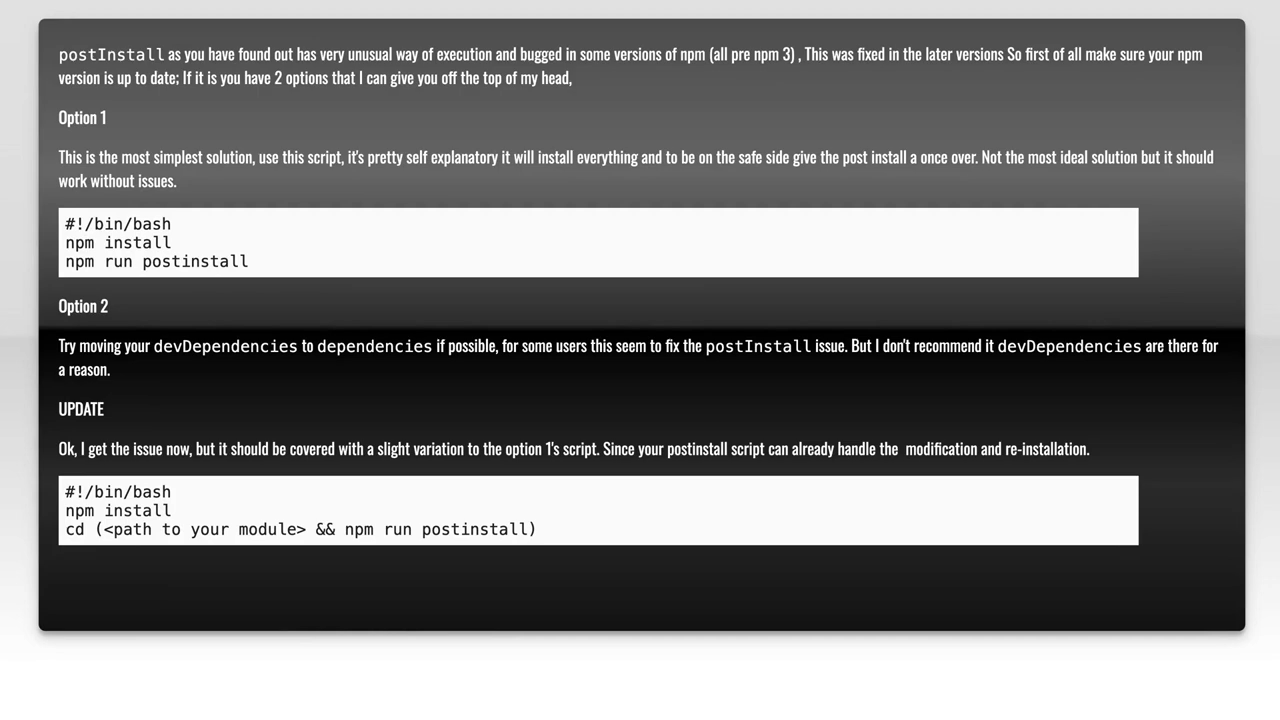 postInstall as you have found out has very unusual way of execution and bugged in some versions of npm (all pre npm 3) , This was fixed in the later versions So first of all make sure your npm
version is up to date; If it is you have 2 options that I can give you off the top of my head,
Option 1
This is the most simplest solution, use this script, it's pretty self explanatory it will install everything and to be on the safe side give the post install a once over. Not the most ideal solution but it should
work without issues.
#!/bin/bash
npm install
npm run postinstall
Option 2
Try moving your devDependencies to dependencies if possible, for some users this seem to fix the postInstall issue. But I don't recommend it devDependencies are there for
a reason.
UPDATE
Ok, I get the issue now, but it should be covered with a slight variation to the option 1's script. Since your postinstall script can already handle the  modification and re-installation.
#!/bin/bash
npm install
cd (<path to your module> && npm run postinstall)